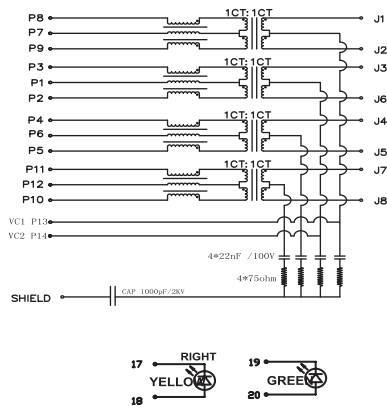 P8 1CT:1CT J1
P7
P9 J2
P3 1CT:1CT J3
P1
P2 J6
P4 1CT:1CT J4
P6
P5 J5
P11 1CT:1CT J7
P12
P10 J8
VC1 P13
VC2 P14
4*22nF /100V
4*75ohm
CAP 1000pF/2KV
SHIELD
17 RIGHT 19
YELLO GREE
18 20